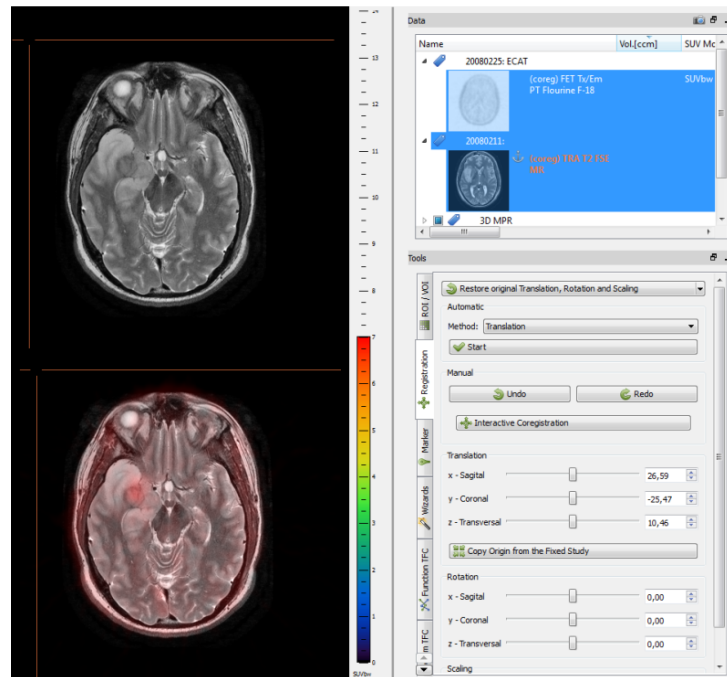 14
13
12
11
10
9
8
7
6
5
4
3
2
1
0
SUVbw
Data
Name Vol.[ccm] SUV Mc
20080225: ECAT
(coreg) FET Tx/Em SUVbw
PT Flourine F-18
20080211:
(coreg) TRA T2 FSE
MR
3D MPR
Tools
ROI / VOI
Registration
Marker
Wizards
Function TFC
m TFC
Restore original Translation, Rotation and Scaling
Automatic
Method: Translation
Start
Manual
Undo Redo
Interactive Coregistration
Translation
x - Sagital 26,59
y - Coronal -25,47
z - Transversal 10,46
Copy Origin from the Fixed Study
Rotation
x - Sagital 0,00
y - Coronal 0,00
z - Transversal 0,00
Scaling